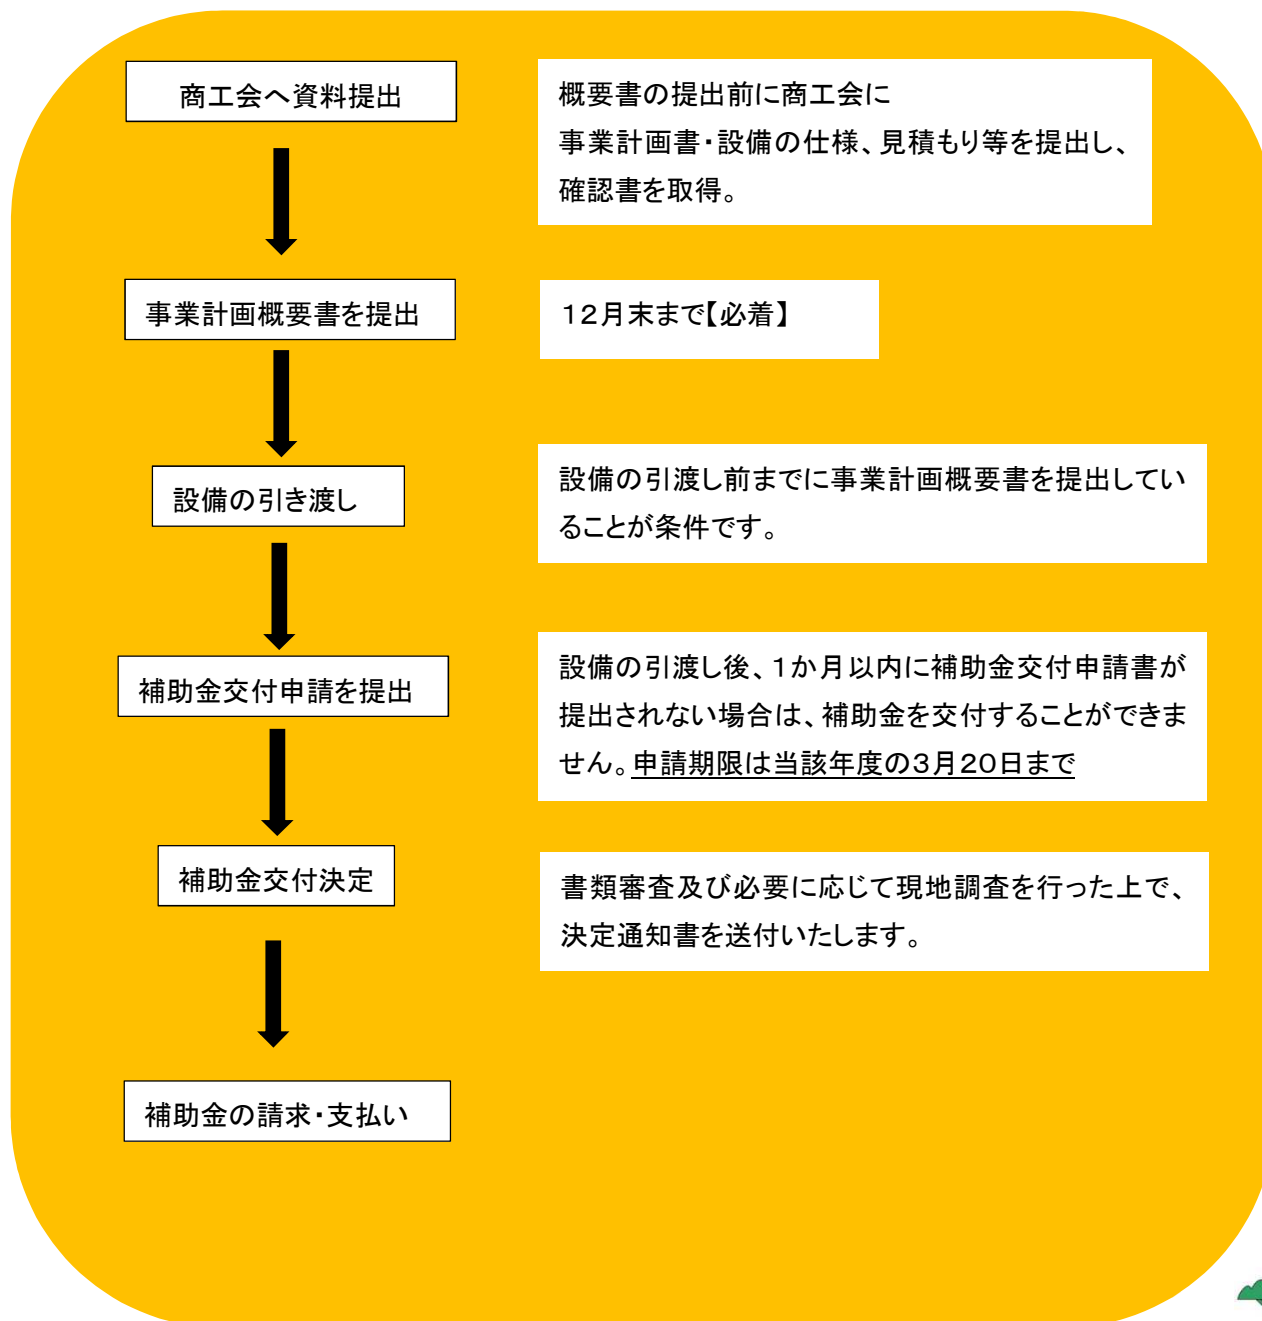 商工会へ資料提出
概要書の提出前に商工会に
事業計画書・設備の仕様、見積もり等を提出し、
確認書を取得。
事業計画概要書を提出
12月末まで【必着】
設備の引き渡し
設備の引渡し前までに事業計画概要書を提出してい
ることが条件です。
補助金交付申請を提出
設備の引渡し後、1か月以内に補助金交付申請書が
提出されない場合は、補助金を交付することができま
せん。申請期限は当該年度の3月20日まで
補助金交付決定
書類審査及び必要に応じて現地調査を行った上で、
決定通知書を送付いたします。
補助金の請求・支払い